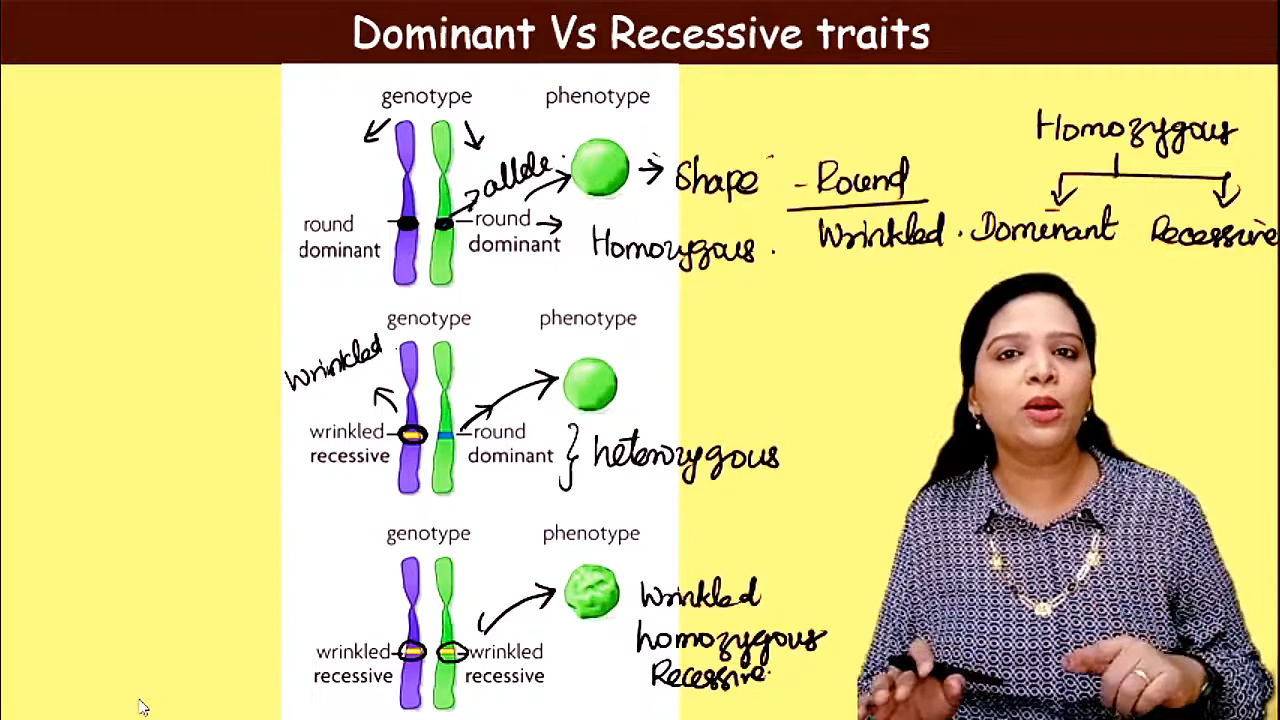 Dominant Vs Recessive traits
genotype phenotype
Homozygous
allele
Shape - Round
round
dominant
round
dominant
Homozygous.
Wrinkled. Dominant Recessive
genotype phenotype
Wrinkled
wrinkled
recessive
round
dominant
heterozygous
genotype phenotype
Wrinkled
homozygous
Recessive.
wrinkled
recessive
wrinkled
recessive